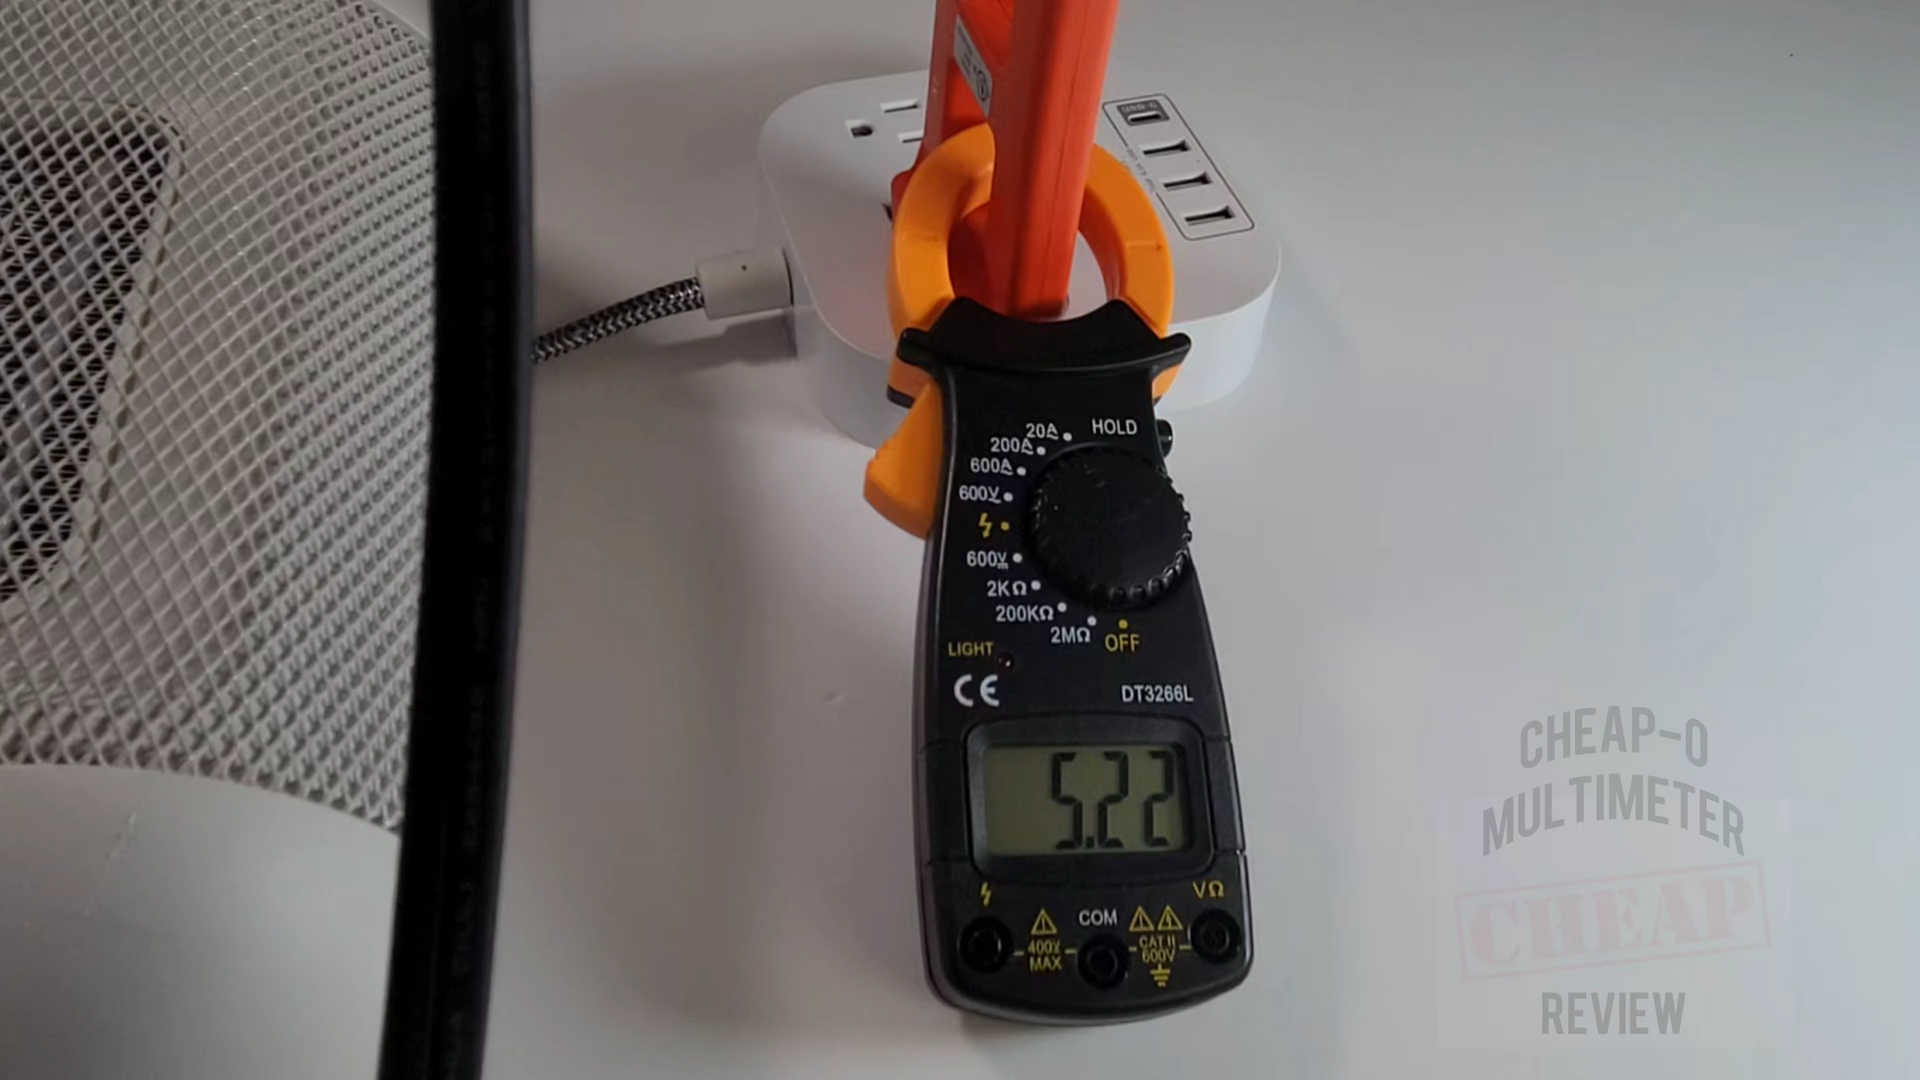 USB-C
20A
HOLD
200A
600A
600V
600V
2KΩ
200KΩ
2MΩ
OFF
LIGHT
CE
DT3266L
5.22
VΩ
COM
400V
MAX
CAT II
600V
CHEAP-O
MULTIMETER
CHEAP
REVIEW